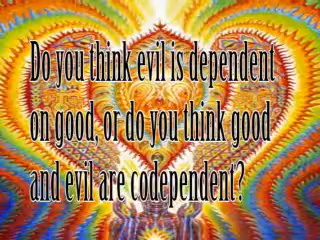 Do you think evil is dependent
on good, or do you think good
and evil are codependent?